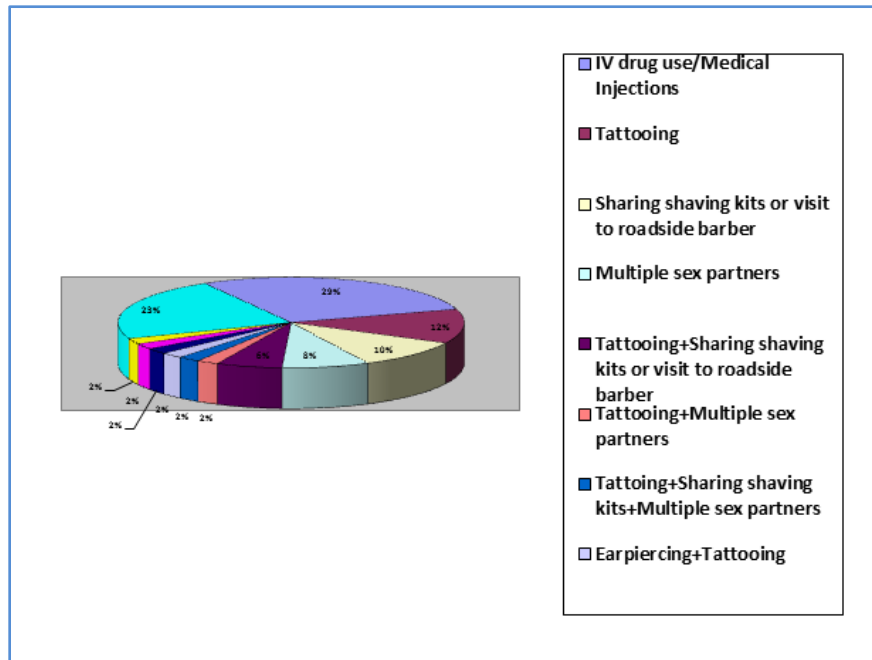 IV drug use/Medical
Injections
Tattooing
Sharing shaving kits or visit
to roadside barber
Multiple sex partners
Tattooing+Sharing shaving
kits or visit to roadside
barber
Tattooing+Multiple sex
partners
Tattoing+Sharing shaving
kits+Multiple sex partners
Earpiercing+Tattooing
29%
23%
12%
10%
8%
6%
2%
2%
2%
2%
2%
2%